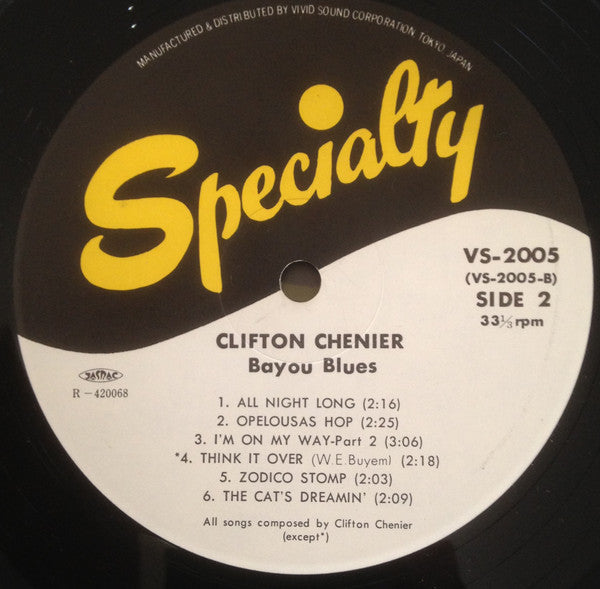 MANUFACTURED & DISTRIBUTED BY VIVID SOUND CORPORATION TOKYO JAPAN
Specialty
VS-2005
(VS-2005-B)
SIDE 2
33⅓ rpm
CLIFTON CHENIER
Bayou Blues
JASRAC
R-420068
1. ALL NIGHT LONG (2:16)
2. OPELOUSAS HOP (2:25)
3. I'M ON MY WAY-Part 2 (3:06)
*4. THINK IT OVER (W.E.Buyem) (2:18)
5. ZODICO STOMP (2:03)
6. THE CAT'S DREAMIN' (2:09)
All songs composed by Clifton Chenier
(except*)